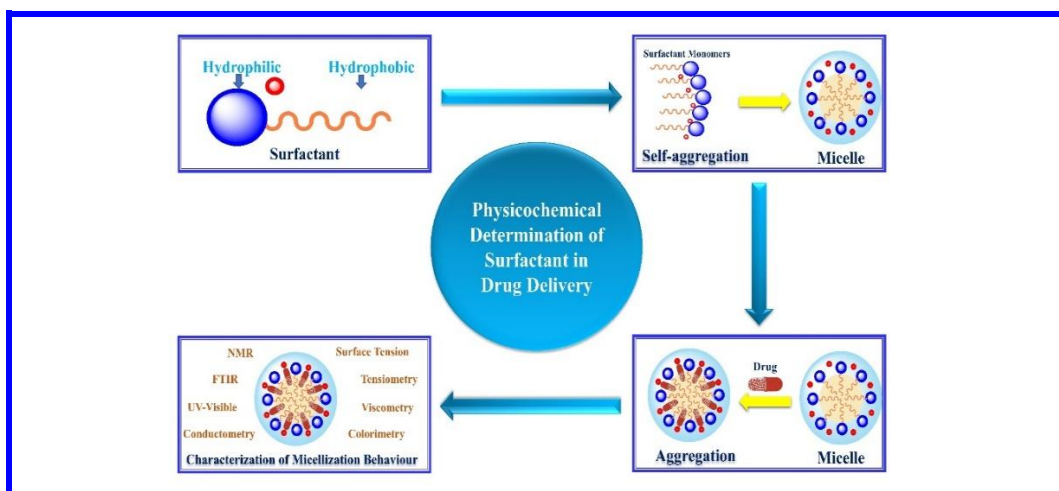 Hydrophilic Hydrophobic
Surfactant
Surfactant Monomers
Self-aggregation Micelle
Physicochemical
Determination of
Surfactant in
Drug Delivery
NMR Surface Tension
FTIR Tensiometry
UV-Visible Viscometry
Conductometry Colorimetry
Characterization of Micellization Behaviour
Drug
Aggregation Micelle